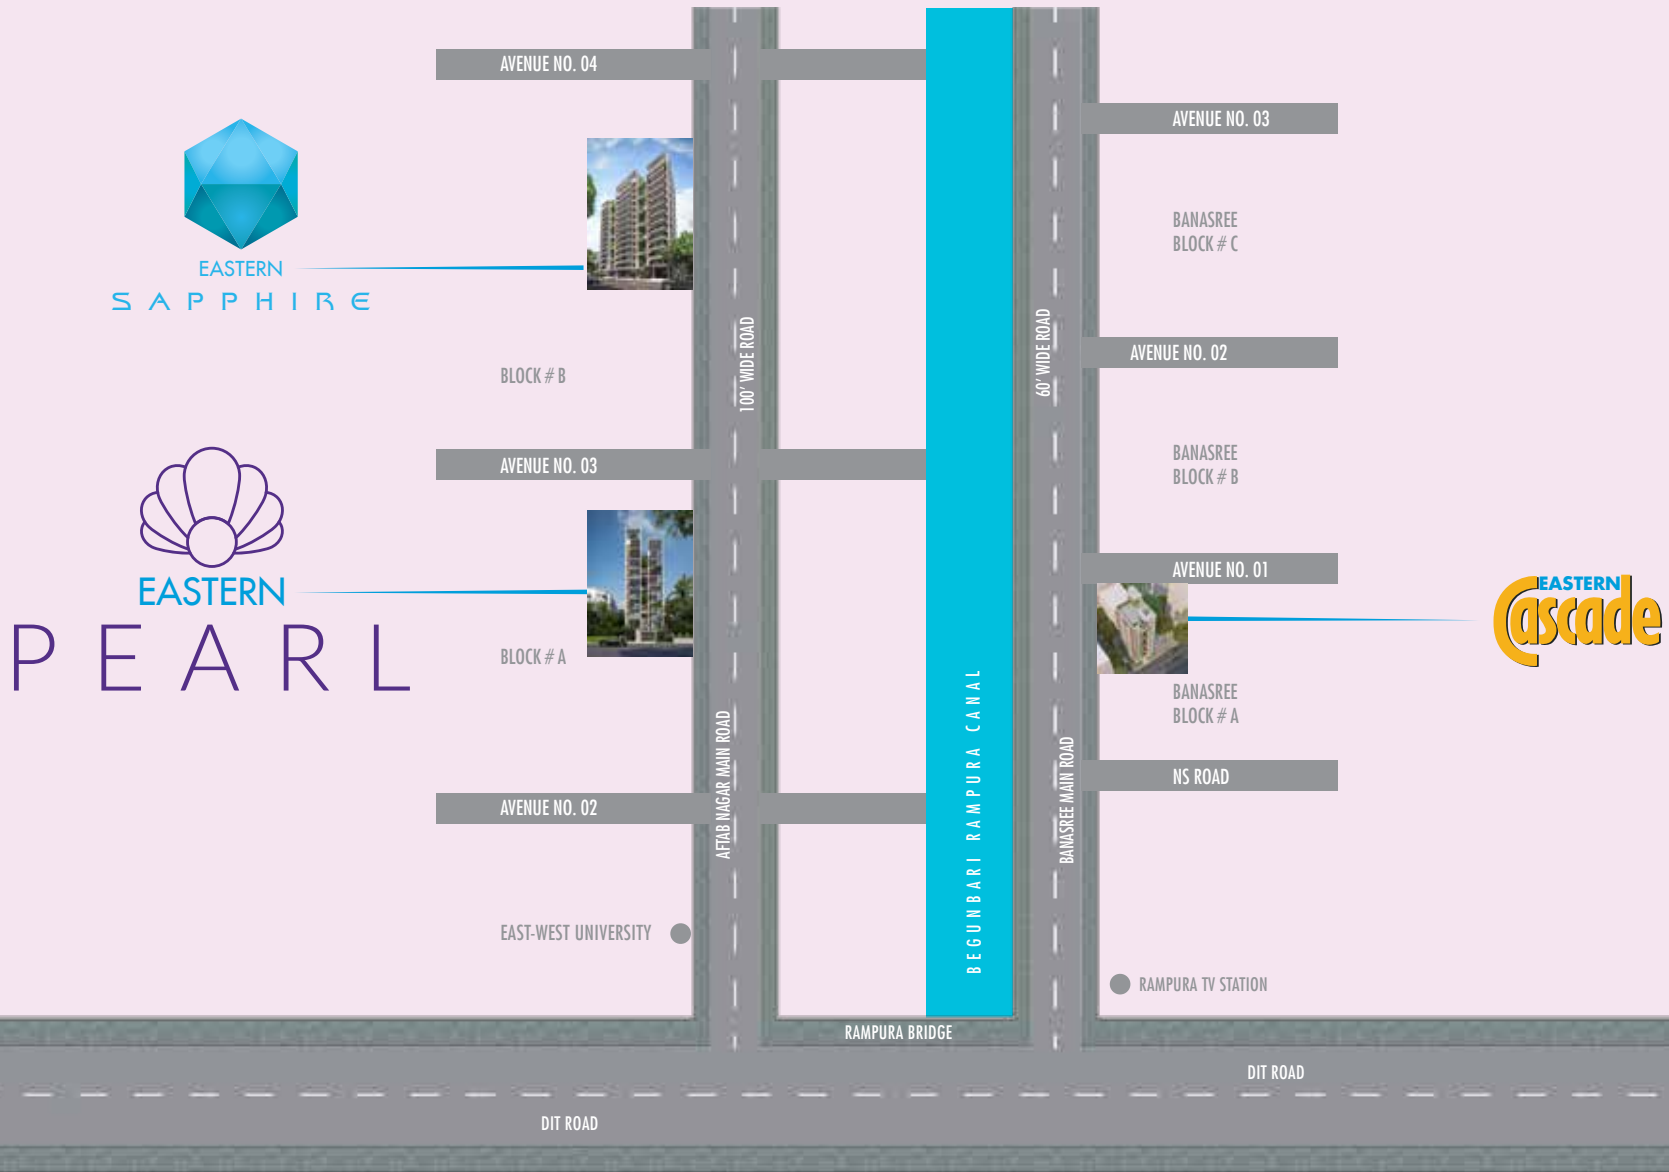 AVENUE NO. 04
AVENUE NO. 03
EASTERN
SAPPHIRE
BANASREE
BLOCK # C
100' WIDE ROAD
60' WIDE ROAD
AVENUE NO. 02
BLOCK # B
BANASREE
BLOCK # B
AVENUE NO. 03
AVENUE NO. 01
EASTERN
PEARL
EASTERN
Cascade
BLOCK # A
BANASREE
BLOCK # A
AFTAB NAGAR MAIN ROAD
BEGUNBARI RAMPURA CANAL
BANASREE MAIN ROAD
NS ROAD
AVENUE NO. 02
EAST-WEST UNIVERSITY
RAMPURA TV STATION
RAMPURA BRIDGE
DIT ROAD
DIT ROAD